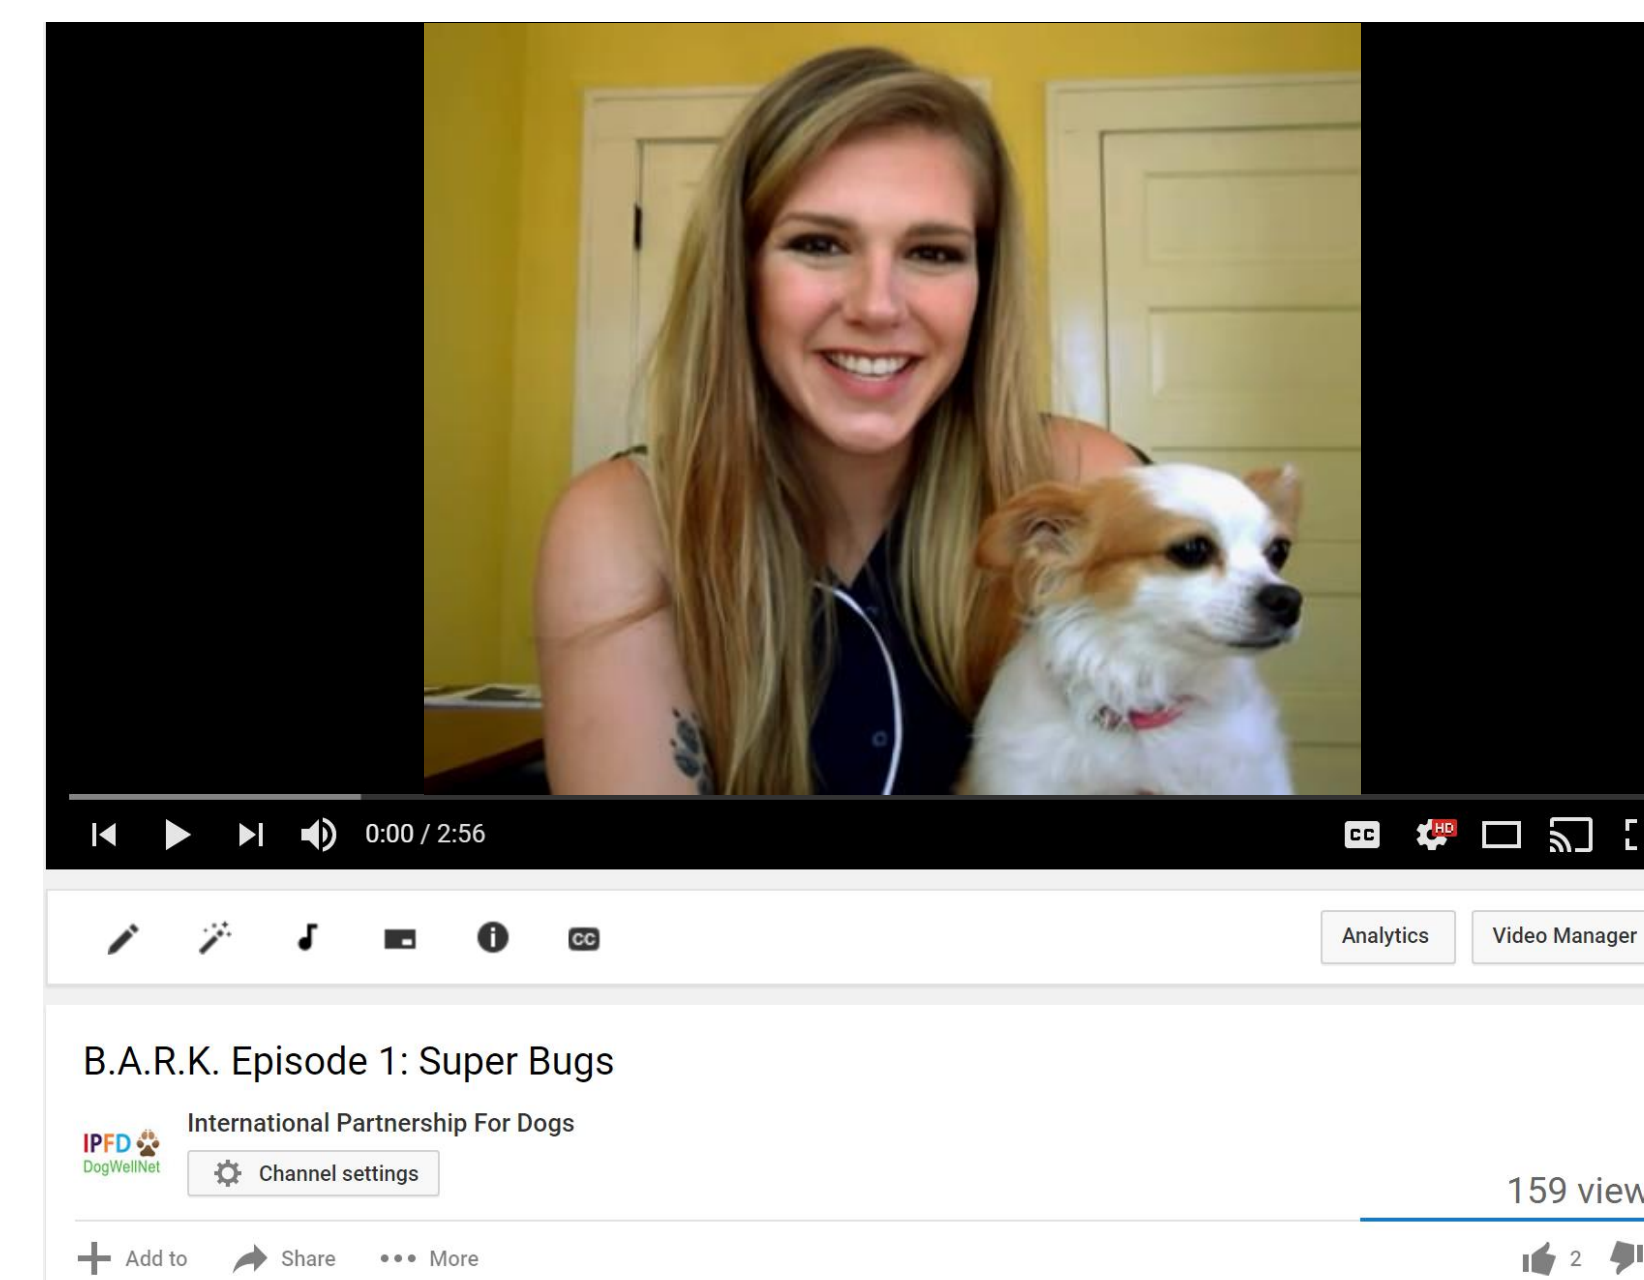 0:00 / 2:56
CC
HD
CC
Analytics
Video Manager
B.A.R.K. Episode 1: Super Bugs
International Partnership For Dogs
IPFD
DogWellNet
Channel settings
159 view
Add to
Share
More
2